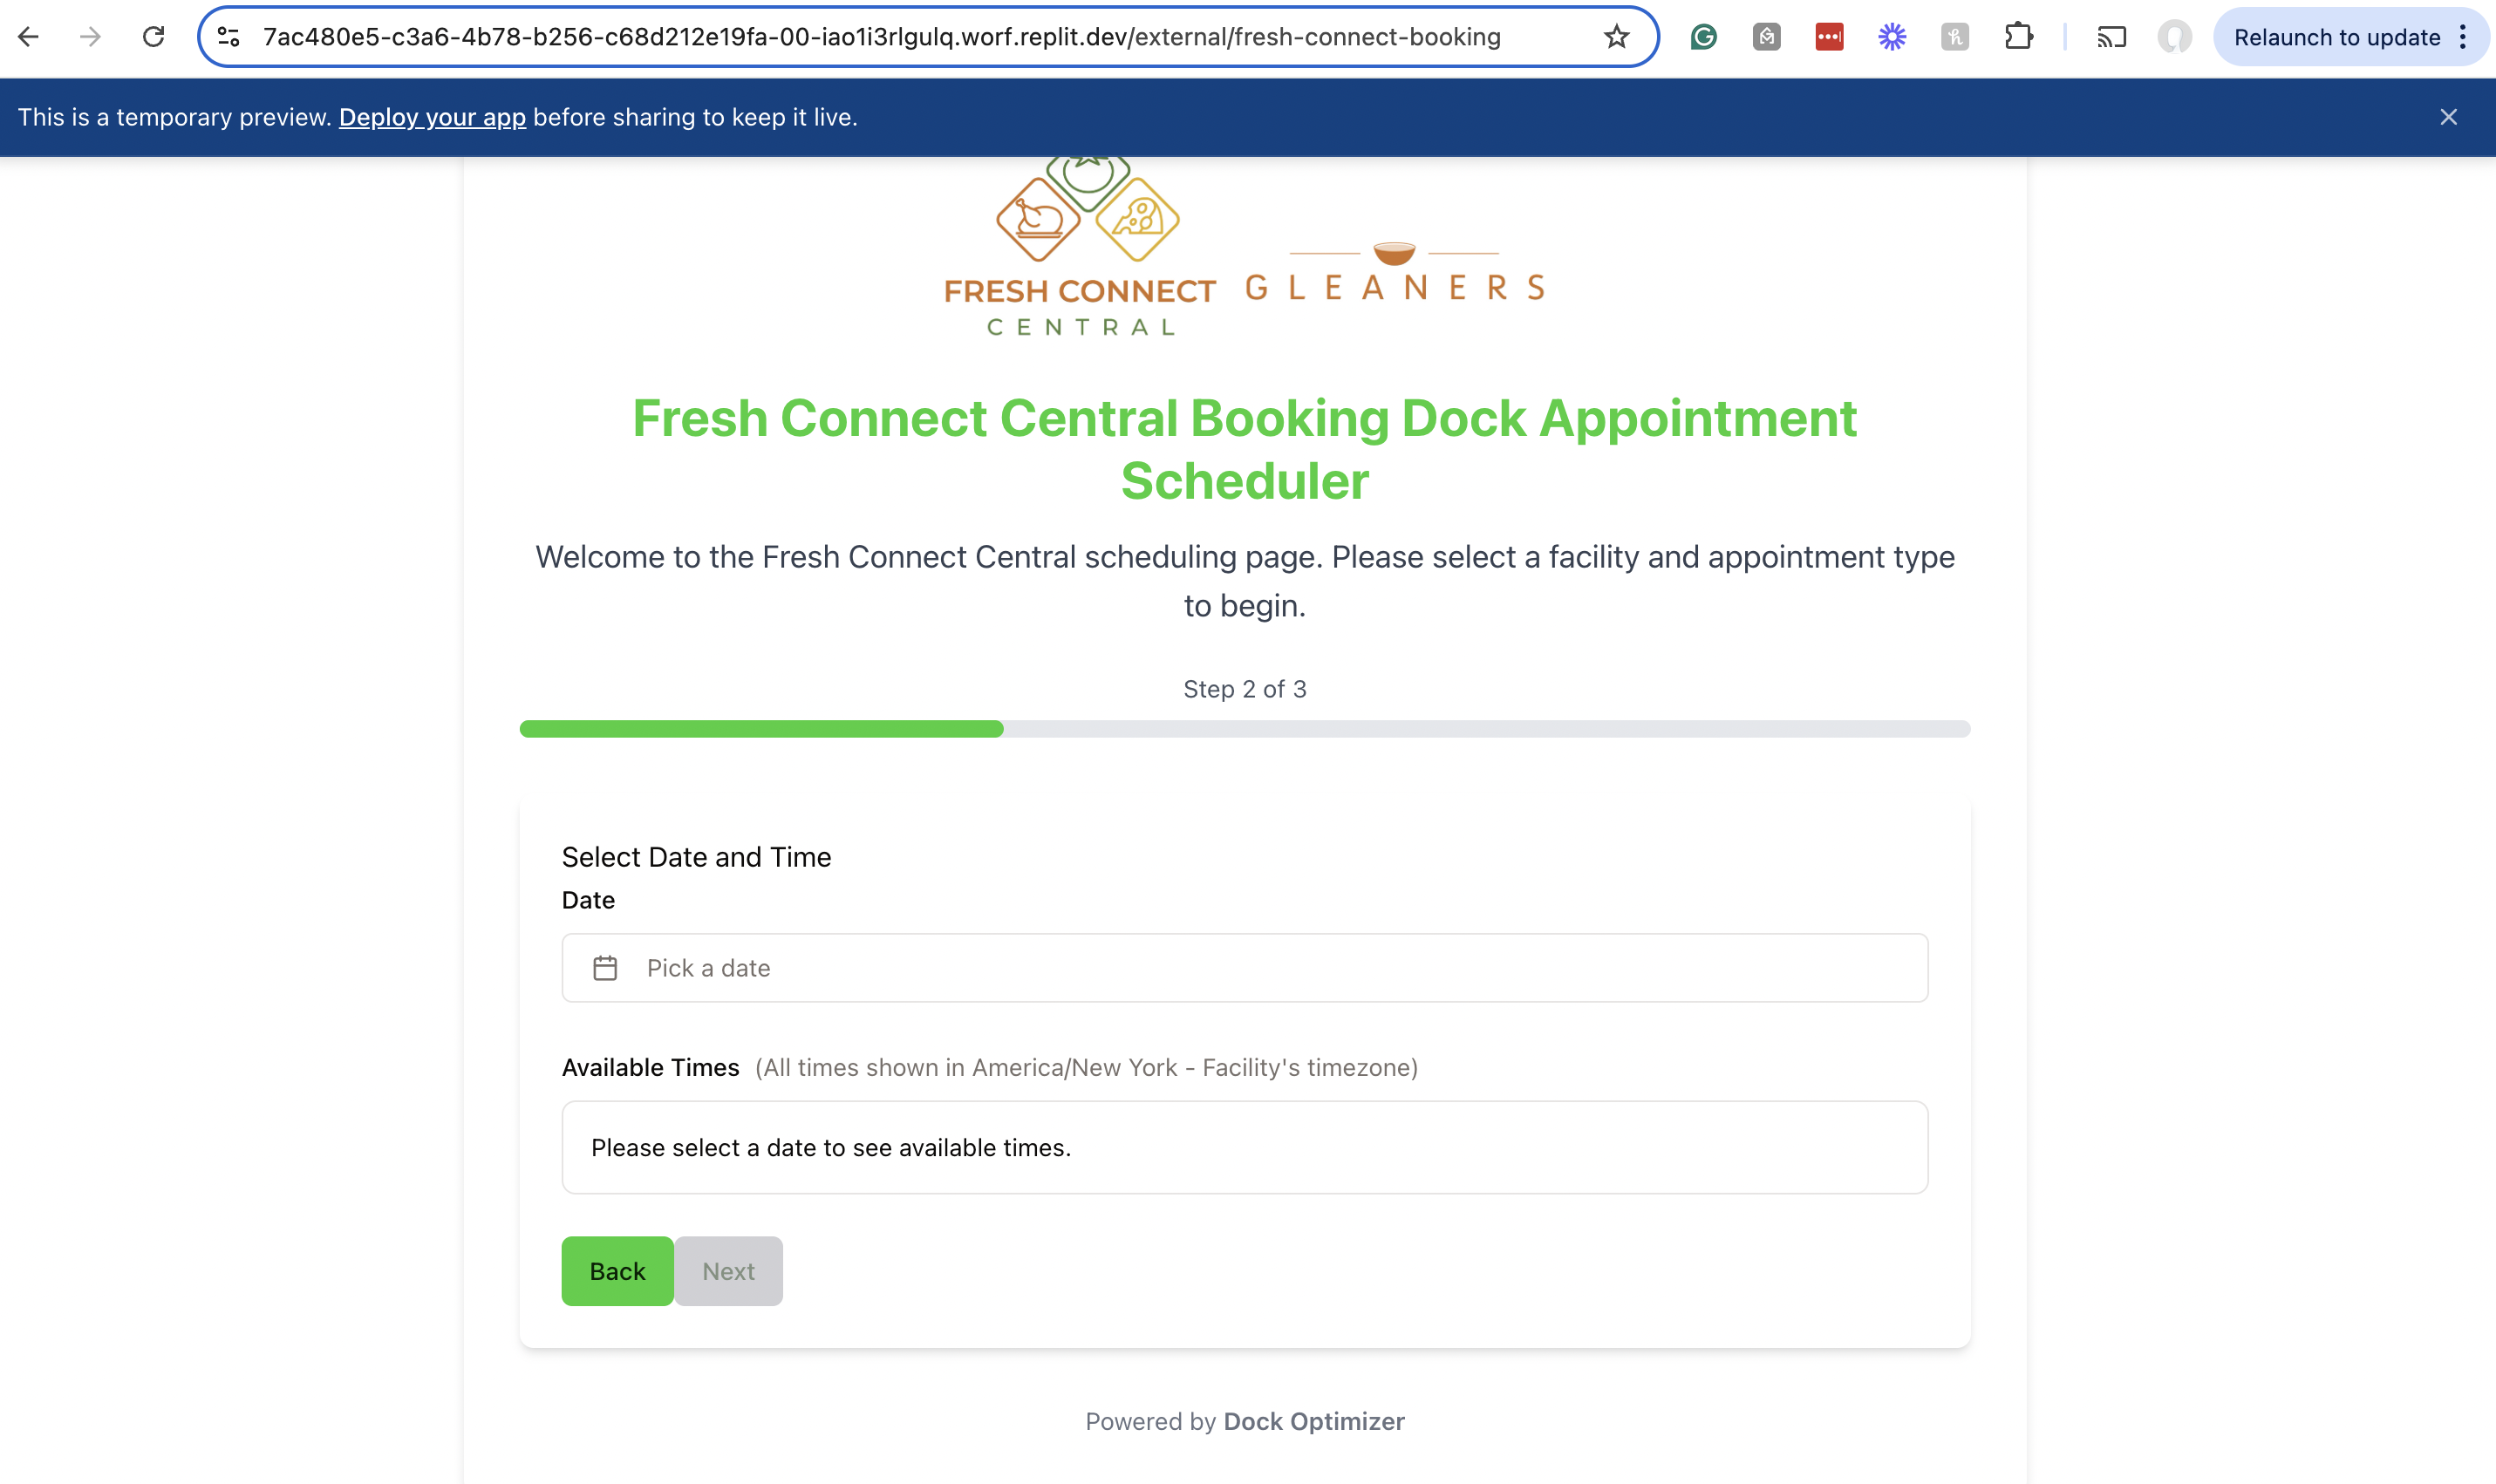 7ac480e5-c3a6-4b78-b256-c68d212e19fa-00-iao1i3rlgulq.worf.replit.dev/external/fresh-connect-booking
Relaunch to update
This is a temporary preview. Deploy your app before sharing to keep it live.
FRESH CONNECT
CENTRAL
GLEANERS
Fresh Connect Central Booking Dock Appointment
Scheduler
Welcome to the Fresh Connect Central scheduling page. Please select a facility and appointment type
to begin.
Step 2 of 3
Select Date and Time
Date
Pick a date
Available Times (All times shown in America/New York - Facility's timezone)
Please select a date to see available times.
Back Next
Powered by Dock Optimizer